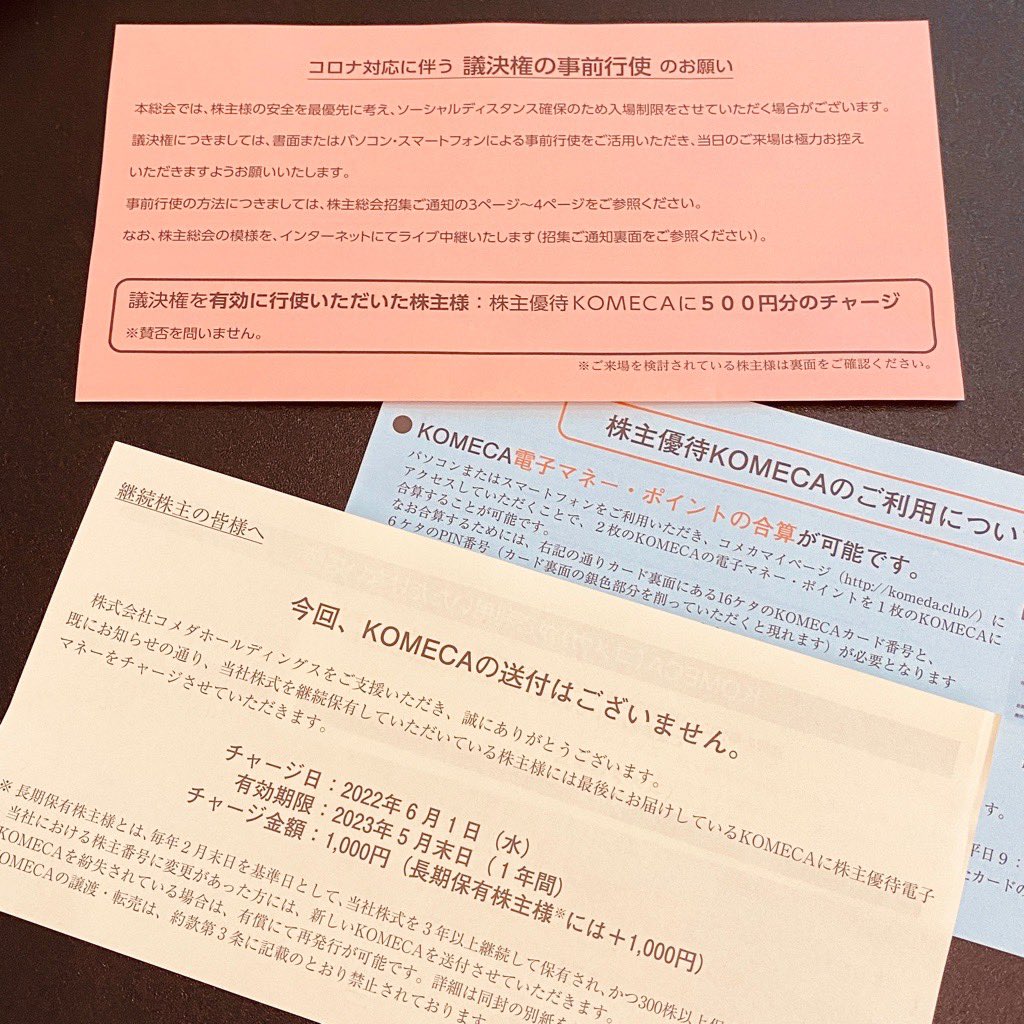 コロナ対応に伴う 議決権の事前行使 のお願い
本総会では、株主様の安全を最優先に考え、ソーシャルディスタンス確保のため入場制限をさせていただく場合がございます。
議決権につきましては、書面またはパソコン・スマートフォンによる事前行使をご活用いただき、当日のご来場は極力お控え
いただきますようお願いいたします。
事前行使の方法につきましては、株主総会招集ご通知の3ページ～4ページをご参照ください。
なお、株主総会の模様を、インターネットにてライブ中継いたします（招集ご通知裏面をご参照ください）。
議決権を有効に行使いただいた株主様：株主優待KOMECAに５００円分のチャージ
※賛否を問いません。
※ご来場を検討されている株主様は裏面をご確認ください。
株主優待KOMECAのご利用につい
●KOMECA電子マネー・ポイントの合算が可能です。
パソコンまたはスマートフォンをご利用いただき、コメカマイページ（http://komeda.club/）に
アクセスしていただくことで、２枚のKOMECAの電子マネー・ポイントを１枚のKOMECAに
合算することが可能です。
なお合算するためには、右記の通りカード裏面にある16ケタのKOMECAカード番号と、
６ケタのPIN番号（カード裏面の銀色部分を削っていただくと現れます）が必要となります
す。
平日９：
カードの
継続株主の皆様へ
今回、KOMECAの送付はございません。
株式会社コメダホールディングスをご支援いただき、誠にありがとうございます。
既にお知らせの通り、当社株式を継続保有していただいている株主様には最後にお届けしているKOMECAに株主優待電子
マネーをチャージさせていただきます。
チャージ日：2022年６月１日（水）
有効期限：2023年５月末日（１年間）
チャージ金額：1,000円（長期保有株主様※には＋1,000円）
※長期保有株主様とは、毎年２月末日を基準日として、当社株式を３年以上継続して保有され、かつ300株以上保
当社における株主番号に変更があった方には、新しいKOMECAを送付させていただきます。
KOMECAを紛失されている場合は、有償にて再発行が可能です。詳細は同封の別紙を
OMECAの譲渡・転売は、約款第３条に記載のとおり禁止されております